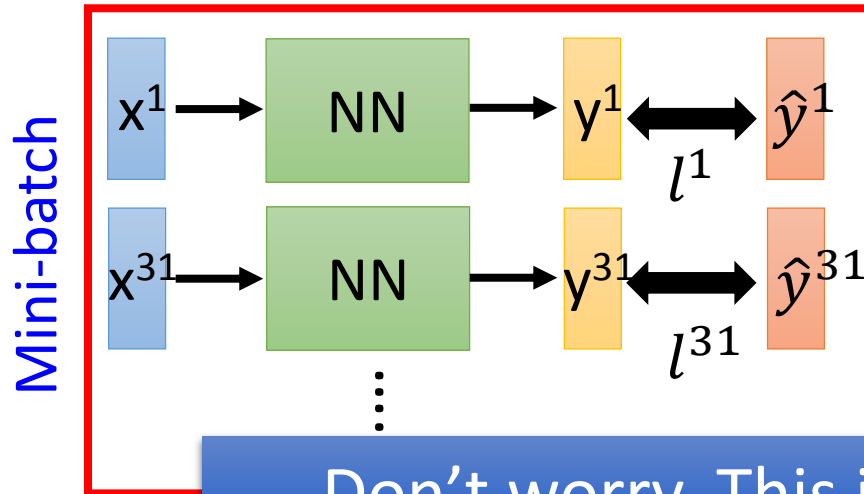 Mini-batch
x¹ NN y¹ ŷ¹
l¹
x³¹ NN y³¹ ŷ³¹
l³¹
Don't worry. This i